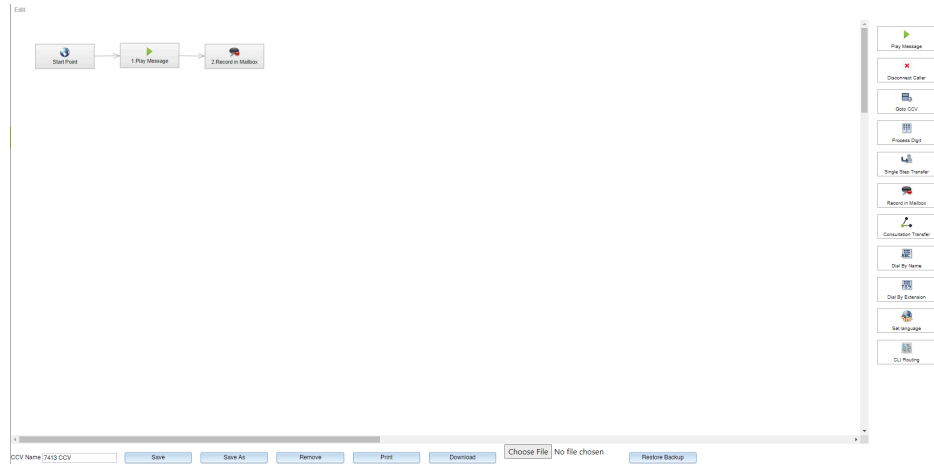 Edit
Start Point
1.Play Message
2.Record in Mailbox
Play Message
Disconnect Caller
Goto CCV
Process Digit
Single Step Transfer
Record in Mailbox
Consultation Transfer
ABC
Dial By Name
Dial By Extension
Set language
CLI Routing
CCV Name 7413 CCV Save Save As Remove Print Download Choose File No file chosen Restore Backup